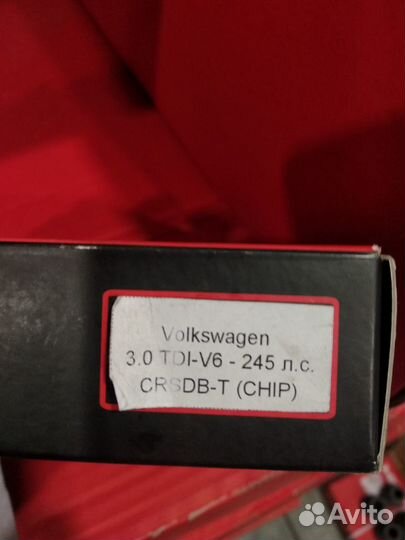 Volkswagen
3.0 TDI-V6 - 245 л.с.
CRSDB-T (CHIP)
Avito